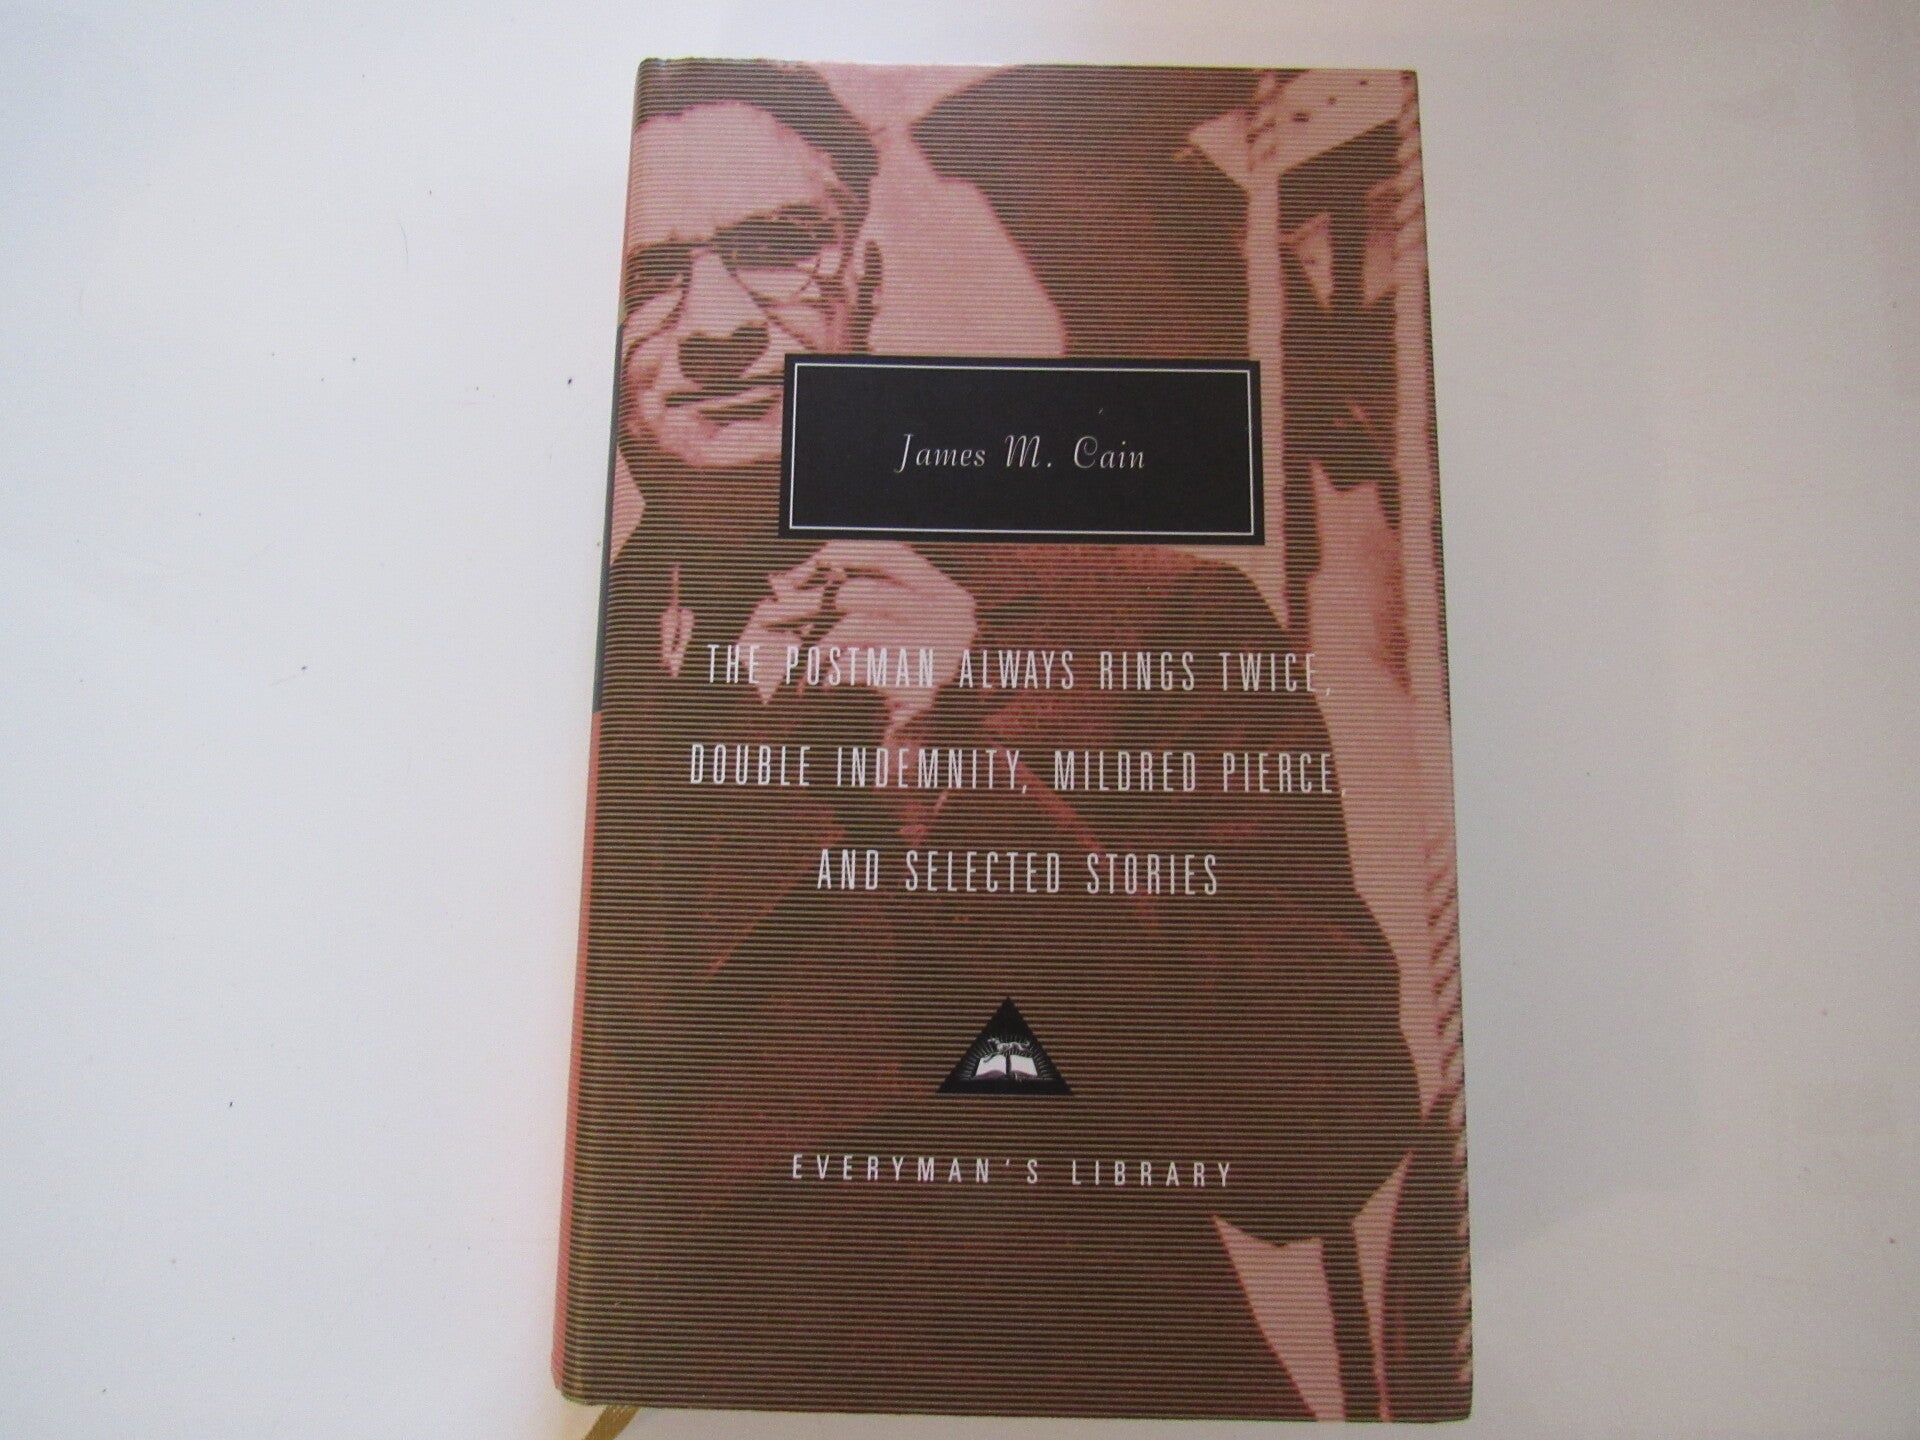 James M. Cain
THE POSTMAN ALWAYS RINGS TWICE,
DOUBLE INDEMNITY, MILDRED PIERCE,
AND SELECTED STORIES
EVERYMAN'S LIBRARY